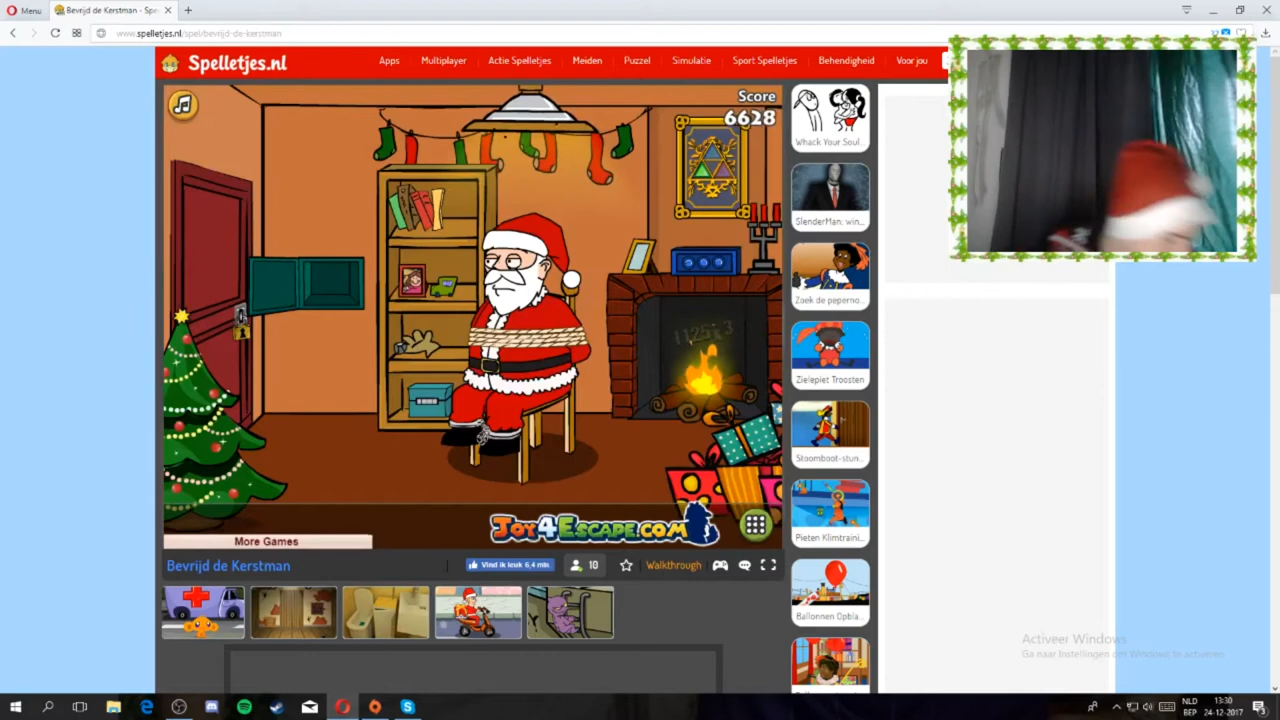 Menu
Bevrijd de Kerstman - Spe
www.spelletjes.nl/spel/bevrijd-de-kerstman
Spelletjes.nl
Apps
Multiplayer
Actie Spelletjes
Meiden
Puzzel
Simulatie
Sport Spelletjes
Behendigheid
Voor jou
Score
6628
Whack Your Soul...
SlenderMan: win...
Zoek de peperno...
Zielepiet Troosten
Stoomboot-stun...
Pieten Klimtraini...
Ballonnen Opbla...
Joy4Escape.com
More Games
Bevrijd de Kerstman
Vind ik leuk 6,4 mln.
10
Walkthrough
Activeer Windows
Ga naar Instellingen om Windows te activeren.
NLD
BEP
13:30
24-12-2017
3